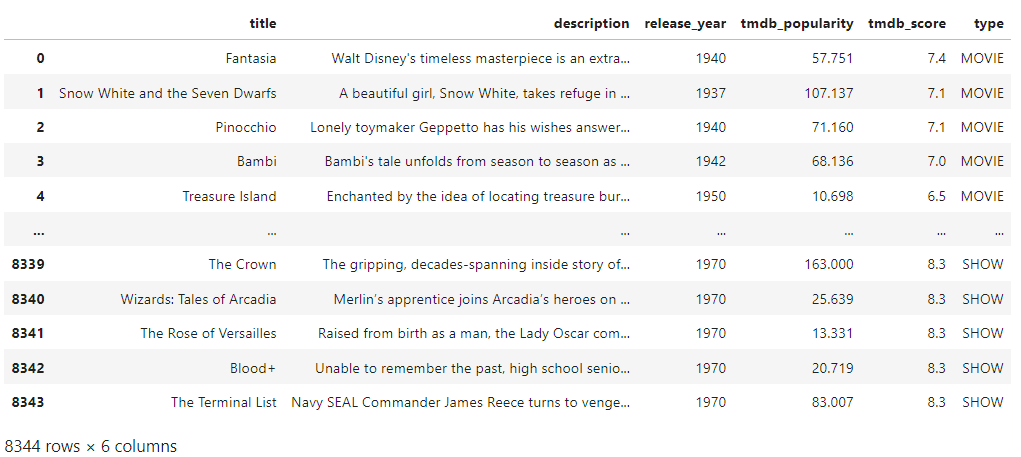 title description release_year tmdb_popularity tmdb_score type
0 Fantasia Walt Disney's timeless masterpiece is an extra... 1940 57.751 7.4 MOVIE
1 Snow White and the Seven Dwarfs A beautiful girl, Snow White, takes refuge in ... 1937 107.137 7.1 MOVIE
2 Pinocchio Lonely toymaker Geppetto has his wishes answer... 1940 71.160 7.1 MOVIE
3 Bambi Bambi's tale unfolds from season to season as ... 1942 68.136 7.0 MOVIE
4 Treasure Island Enchanted by the idea of locating treasure bur... 1950 10.698 6.5 MOVIE
... ... ... ... ... ... ...
8339 The Crown The gripping, decades-spanning inside story of... 1970 163.000 8.3 SHOW
8340 Wizards: Tales of Arcadia Merlin's apprentice joins Arcadia's heroes on ... 1970 25.639 8.3 SHOW
8341 The Rose of Versailles Raised from birth as a man, the Lady Oscar com... 1970 13.331 8.3 SHOW
8342 Blood+ Unable to remember the past, high school senio... 1970 20.719 8.3 SHOW
8343 The Terminal List Navy SEAL Commander James Reece turns to venge... 1970 83.007 8.3 SHOW
8344 rows × 6 columns